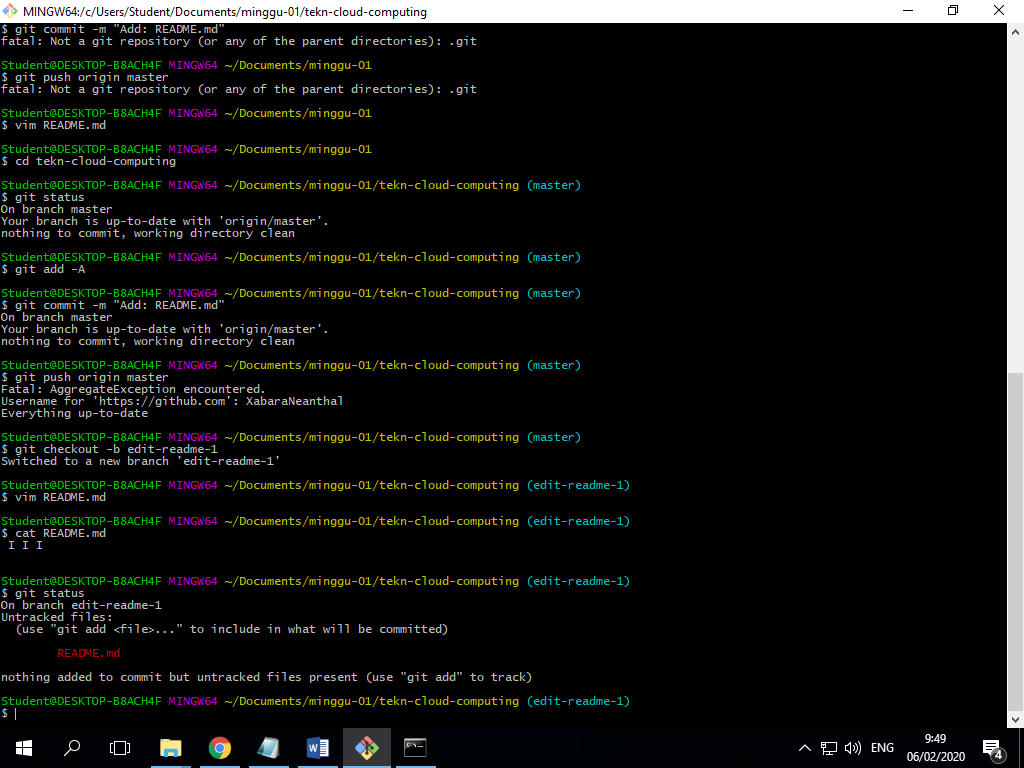 MINGW64:/c/Users/Student/Documents/minggu-01/tekn-cloud-computing
$ git commit -m "Add: README.md"
fatal: Not a git repository (or any of the parent directories): .git
Student@DESKTOP-B8ACH4F MINGW64 ~/Documents/minggu-01
$ git push origin master
fatal: Not a git repository (or any of the parent directories): .git
Student@DESKTOP-B8ACH4F MINGW64 ~/Documents/minggu-01
$ vim README.md
Student@DESKTOP-B8ACH4F MINGW64 ~/Documents/minggu-01
$ cd tekn-cloud-computing
Student@DESKTOP-B8ACH4F MINGW64 ~/Documents/minggu-01/tekn-cloud-computing (master)
$ git status
On branch master
Your branch is up-to-date with 'origin/master'.
nothing to commit, working directory clean
Student@DESKTOP-B8ACH4F MINGW64 ~/Documents/minggu-01/tekn-cloud-computing (master)
$ git add -A
Student@DESKTOP-B8ACH4F MINGW64 ~/Documents/minggu-01/tekn-cloud-computing (master)
$ git commit -m "Add: README.md"
On branch master
Your branch is up-to-date with 'origin/master'.
nothing to commit, working directory clean
Student@DESKTOP-B8ACH4F MINGW64 ~/Documents/minggu-01/tekn-cloud-computing (master)
$ git push origin master
Fatal: AggregateException encountered.
Username for 'https://github.com': XabaraNeanthal
Everything up-to-date
Student@DESKTOP-B8ACH4F MINGW64 ~/Documents/minggu-01/tekn-cloud-computing (master)
$ git checkout -b edit-readme-1
Switched to a new branch 'edit-readme-1'
Student@DESKTOP-B8ACH4F MINGW64 ~/Documents/minggu-01/tekn-cloud-computing (edit-readme-1)
$ vim README.md
Student@DESKTOP-B8ACH4F MINGW64 ~/Documents/minggu-01/tekn-cloud-computing (edit-readme-1)
$ cat README.md
I I I
Student@DESKTOP-B8ACH4F MINGW64 ~/Documents/minggu-01/tekn-cloud-computing (edit-readme-1)
$ git status
On branch edit-readme-1
Untracked files:
(use "git add <file>..." to include in what will be committed)
README.md
nothing added to commit but untracked files present (use "git add" to track)
Student@DESKTOP-B8ACH4F MINGW64 ~/Documents/minggu-01/tekn-cloud-computing (edit-readme-1)
$
ENG
9:49
06/02/2020
4